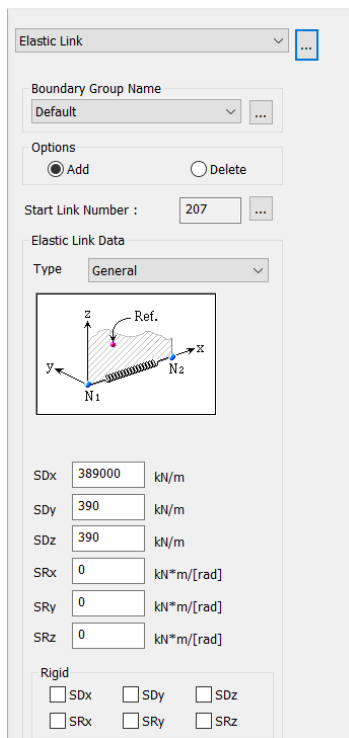 Elastic Link
...
Boundary Group Name
Default
...
Options
Add Delete
Start Link Number : 207 ...
Elastic Link Data
Type General
z Ref.
x
y N2
N1
SDx 389000 kN/m
SDy 390 kN/m
SDz 390 kN/m
SRx 0 kN*m/[rad]
SRy 0 kN*m/[rad]
SRz 0 kN*m/[rad]
Rigid
SDx SDy SDz
SRx SRy SRz